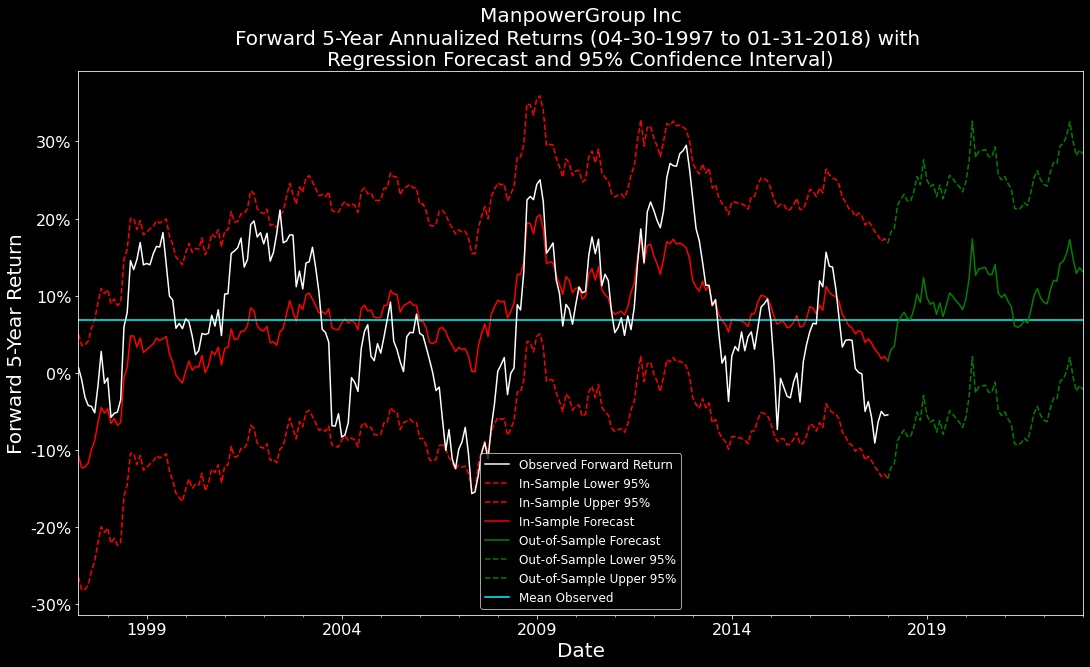 ManpowerGroup Inc
Forward 5-Year Annualized Returns (04-30-1997 to 01-31-2018) with
Regression Forecast and 95% Confidence Interval)
Forward 5-Year Return
30%
20%
10%
0%
-10%
-20%
-30%
Observed Forward Return
In-Sample Lower 95%
In-Sample Upper 95%
In-Sample Forecast
Out-of-Sample Forecast
Out-of-Sample Lower 95%
Out-of-Sample Upper 95%
Mean Observed
1999 2004 2009 2014 2019
Date